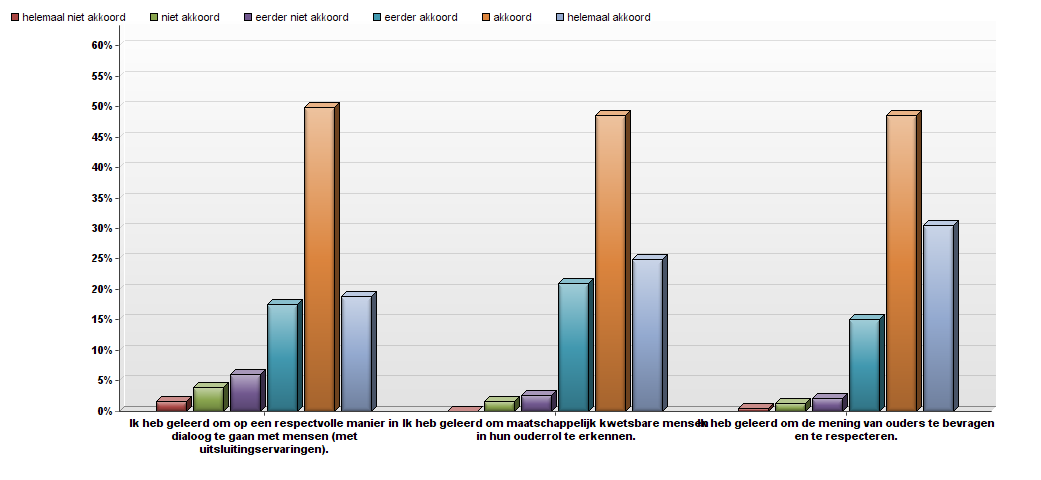 helemaal niet akkoord niet akkoord eerder niet akkoord eerder akkoord akkoord helemaal akkoord
60%
55%
50%
45%
40%
35%
30%
25%
20%
15%
10%
5%
0%
Ik heb geleerd om op een respectvolle manier in
dialoog te gaan met mensen (met
uitsluitingservaringen).
Ik heb geleerd om maatschappelijk kwetsbare mensen
in hun ouderrol te erkennen.
Ik heb geleerd om de mening van ouders te bevragen
en te respecteren.